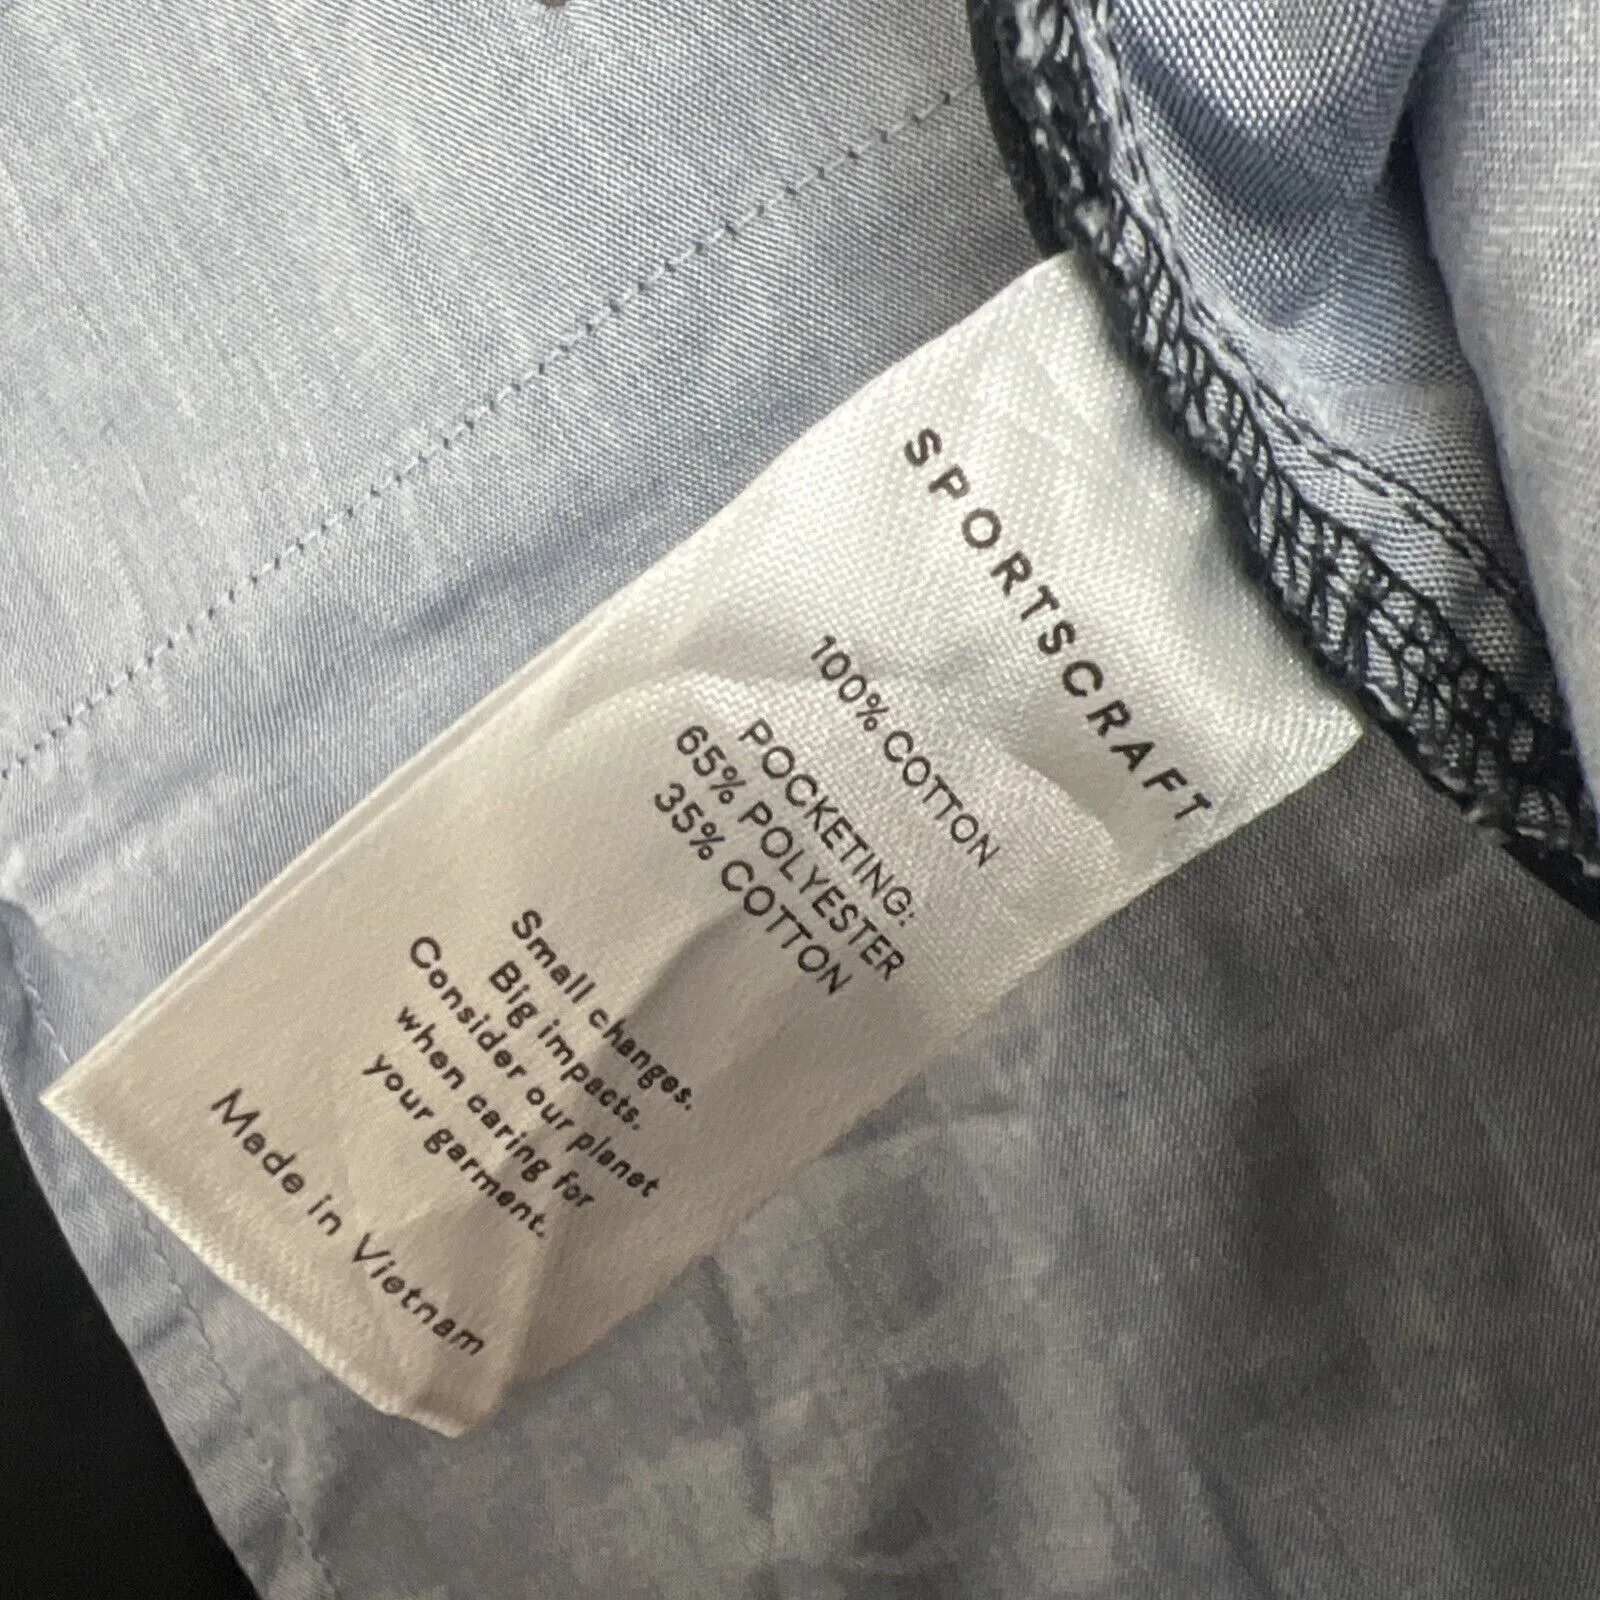 SPORTSCRAFT
100% COTTON
POCKETING:
65% POLYESTER
35% COTTON
Small changes.
Big impacts.
Consider our planet
when caring for
your garment.
Made in Vietnam